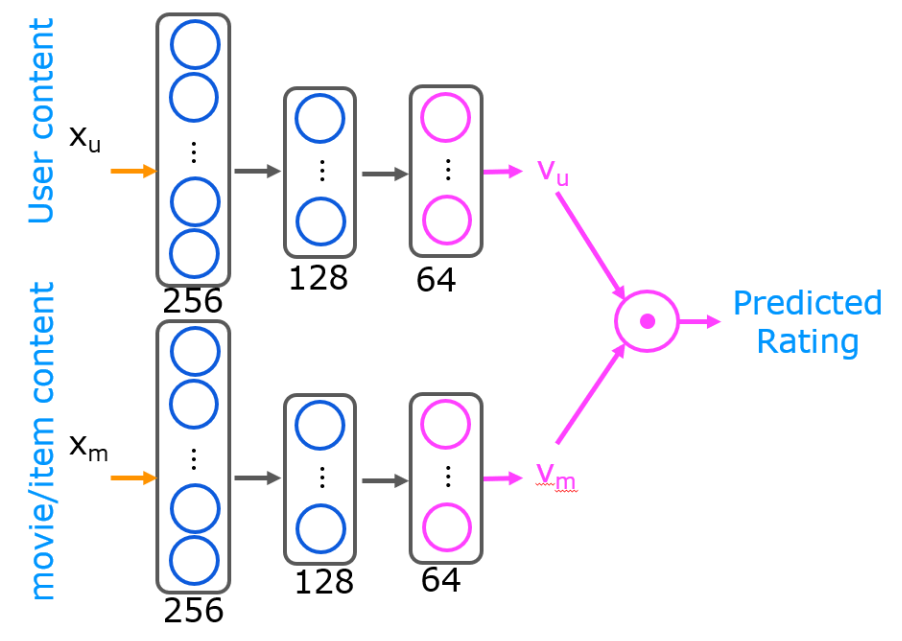 User content
x_u
256
128
64
v_u
movie/item content
x_m
256
128
64
v_m
Predicted
Rating